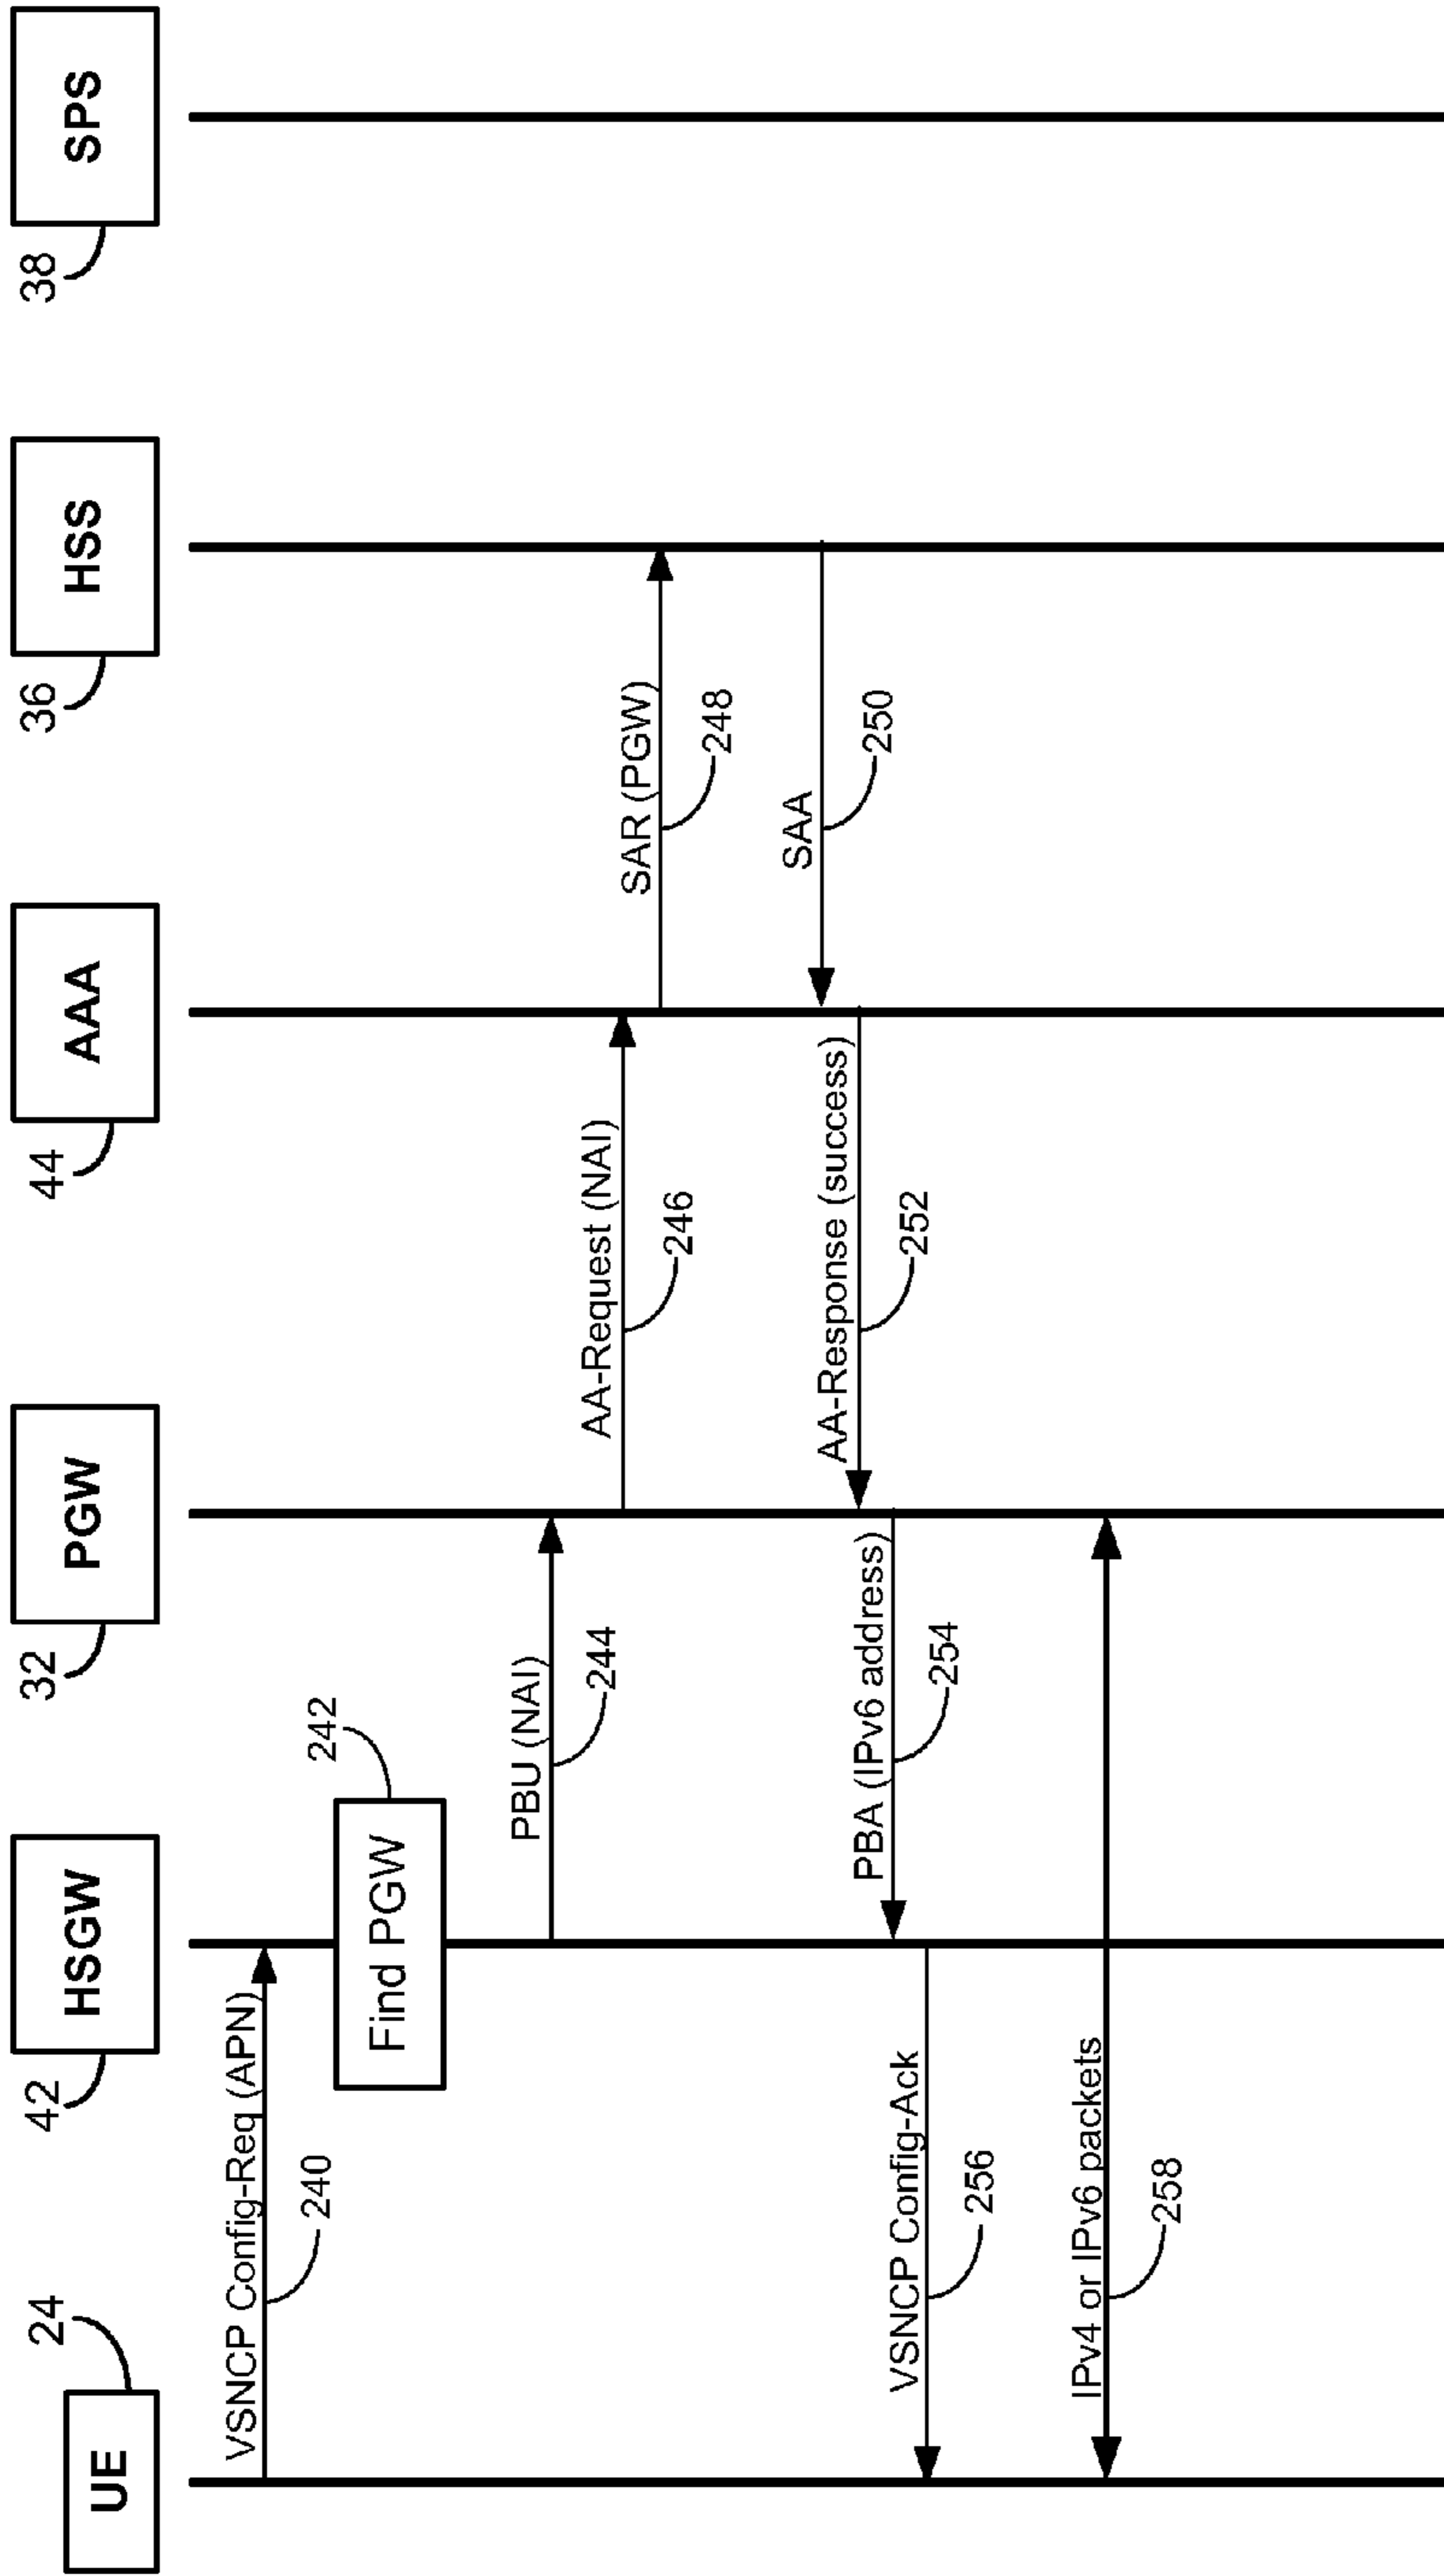 UE
24
HSGW
42
PGW
32
AAA
44
HSS
36
SPS
38
VSNCP Config-Req (APN)
240
Find PGW
242
PBU (NAI)
244
AA-Request (NAI)
246
SAR (PGW)
248
SAA
250
AA-Response (success)
252
PBA (IPv6 address)
254
VSNCP Config-Ack
256
IPv4 or IPv6 packets
258